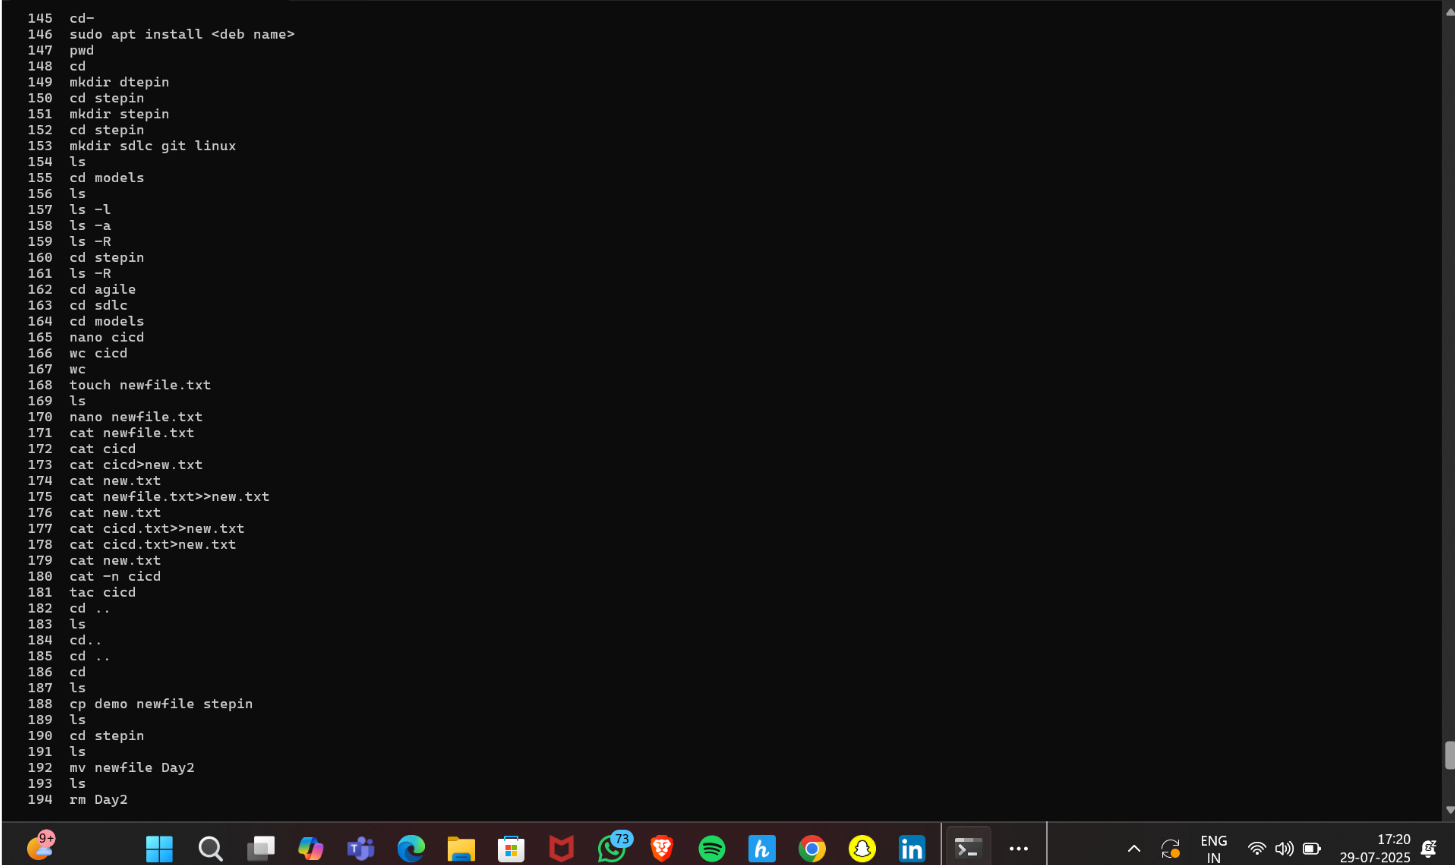 145 cd-
146 sudo apt install <deb name>
147 pwd
148 cd
149 mkdir dtepin
150 cd stepin
151 mkdir stepin
152 cd stepin
153 mkdir sdlc git linux
154 ls
155 cd models
156 ls
157 ls -l
158 ls -a
159 ls -R
160 cd stepin
161 ls -R
162 cd agile
163 cd sdlc
164 cd models
165 nano cicd
166 wc cicd
167 wc
168 touch newfile.txt
169 ls
170 nano newfile.txt
171 cat newfile.txt
172 cat cicd
173 cat cicd>new.txt
174 cat new.txt
175 cat newfile.txt>>new.txt
176 cat new.txt
177 cat cicd.txt>>new.txt
178 cat cicd.txt>new.txt
179 cat new.txt
180 cat -n cicd
181 tac cicd
182 cd ..
183 ls
184 cd..
185 cd ..
186 cd
187 ls
188 cp demo newfile stepin
189 ls
190 cd stepin
191 ls
192 mv newfile Day2
193 ls
194 rm Day2
9+
73
ENG
IN
17:20
29-07-2025